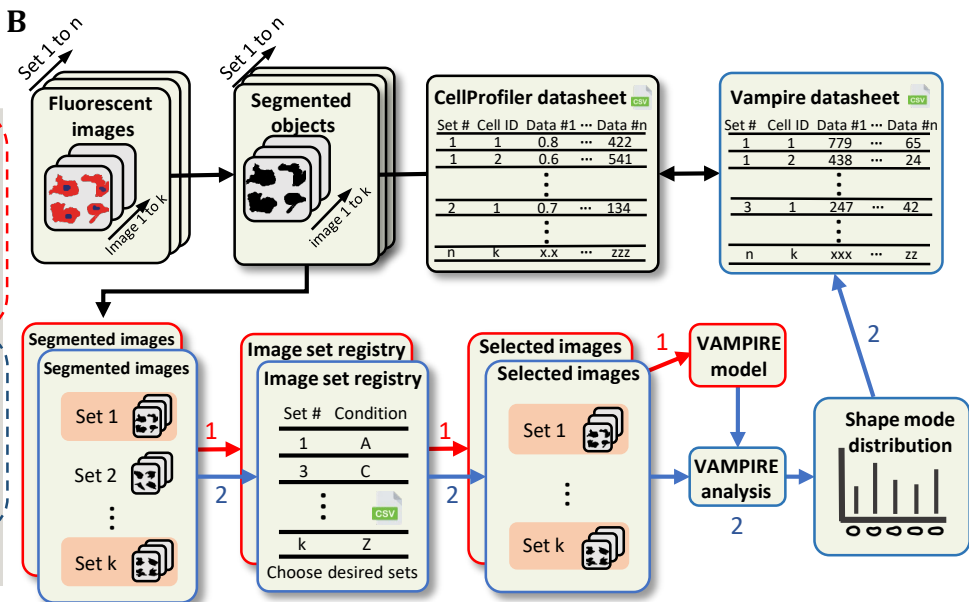 B
Set 1 to n
Fluorescent
images
Image 1 to k
Set 1 to n
Segmented
objects
image 1 to k
CellProfiler datasheet CSV
Set # Cell ID Data #1 ··· Data #n
1 1 0.8 ··· 422
1 2 0.6 ··· 541
⋮
2 1 0.7 ··· 134
⋮
n k x.x ··· zzz
Vampire datasheet CSV
Set # Cell ID Data #1 ··· Data #n
1 1 779 ··· 65
1 2 438 ··· 24
⋮
3 1 247 ··· 42
⋮
n k xxx ··· zz
Segmented images
Segmented images
Set 1
Set 2
⋮
Set k
1
2
Image set registry
Image set registry
Set # Condition
1 A
3 C
⋮ CSV
k Z
Choose desired sets
1
2
Selected images
Selected images
Set 1
⋮
Set k
1
VAMPIRE
model
VAMPIRE
analysis
2
2
Shape mode
distribution